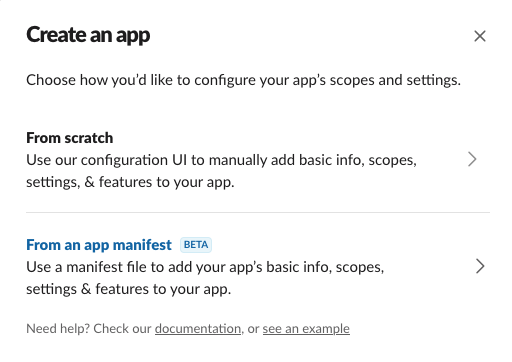 Create an app
Choose how you’d like to configure your app’s scopes and settings.
From scratch
Use our configuration UI to manually add basic info, scopes,
settings, & features to your app.
From an app manifest BETA
Use a manifest file to add your app’s basic info, scopes,
settings & features to your app.
Need help? Check our documentation, or see an example